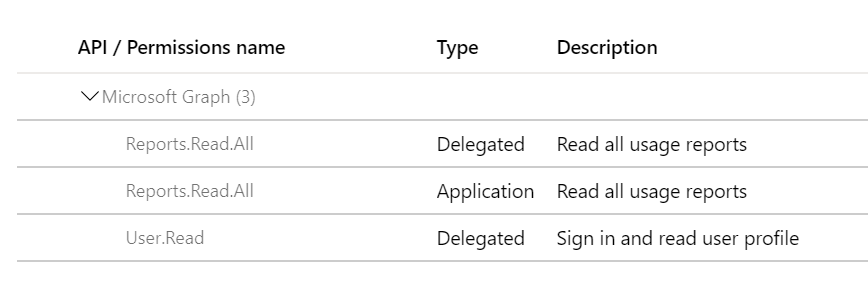 API / Permissions name Type Description
Microsoft Graph (3)
Reports.Read.All Delegated Read all usage reports
Reports.Read.All Application Read all usage reports
User.Read Delegated Sign in and read user profile